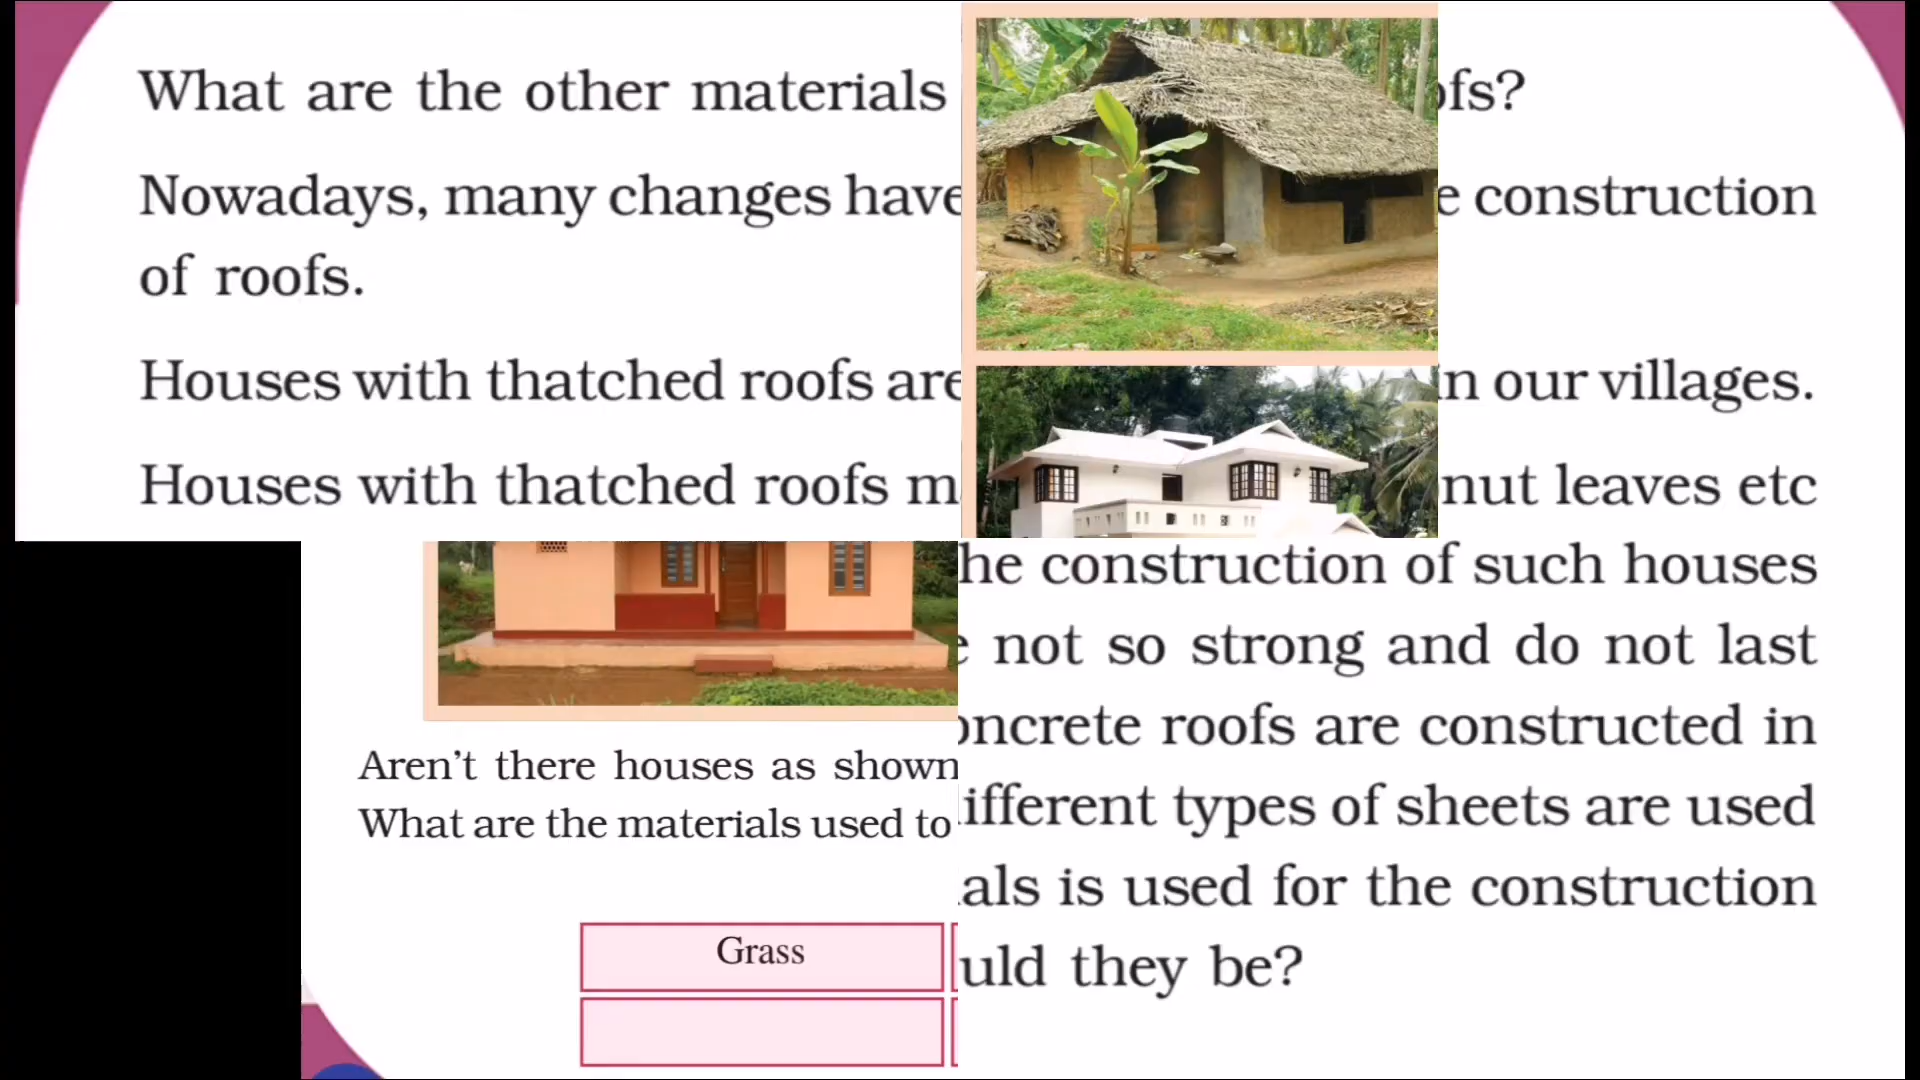 What are the other materials ofs?
Nowadays, many changes have e construction
of roofs.
Houses with thatched roofs are n our villages.
Houses with thatched roofs m nut leaves etc
he construction of such houses
e not so strong and do not last
oncrete roofs are constructed in
ifferent types of sheets are used
als is used for the construction
uld they be?
Aren't there houses as shown
What are the materials used to
Grass